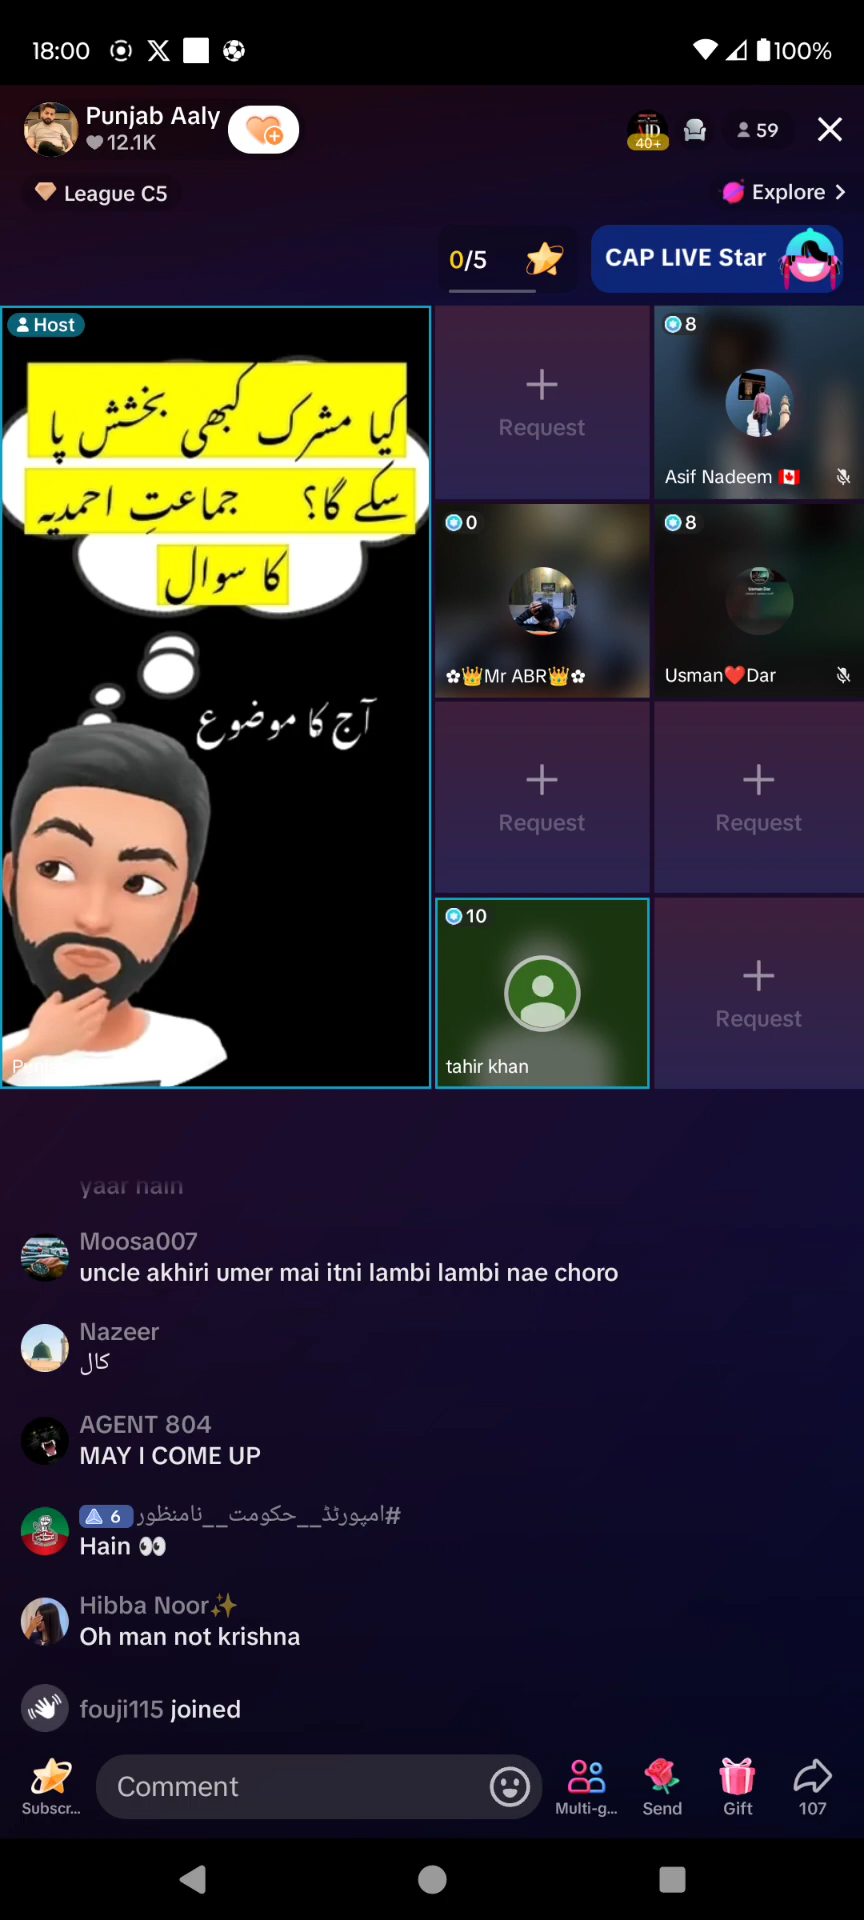 18:00
100%
Punjab Aaly
12.1K
40+
59
League C5
Explore
0/5
CAP LIVE Star
Host
کیا مشرک کبھی بخشش پا
سکے گا؟ جماعتِ احمدیہ
کا سوال
آج کا موضوع
Request
8
Asif Nadeem 🇨🇦
0
✿👑Mr ABR👑✿
8
Usman❤️Dar
Request
Request
10
tahir khan
Request
yaar hain
Moosa007
uncle akhiri umer mai itni lambi lambi nae choro
Nazeer
کال
AGENT 804
MAY I COME UP
6 #امپورٹڈ__حکومت__نامنظور
Hain 👀
Hibba Noor✨
Oh man not krishna
fouji115 joined
Subscr...
Comment
Multi-g...
Send
Gift
107